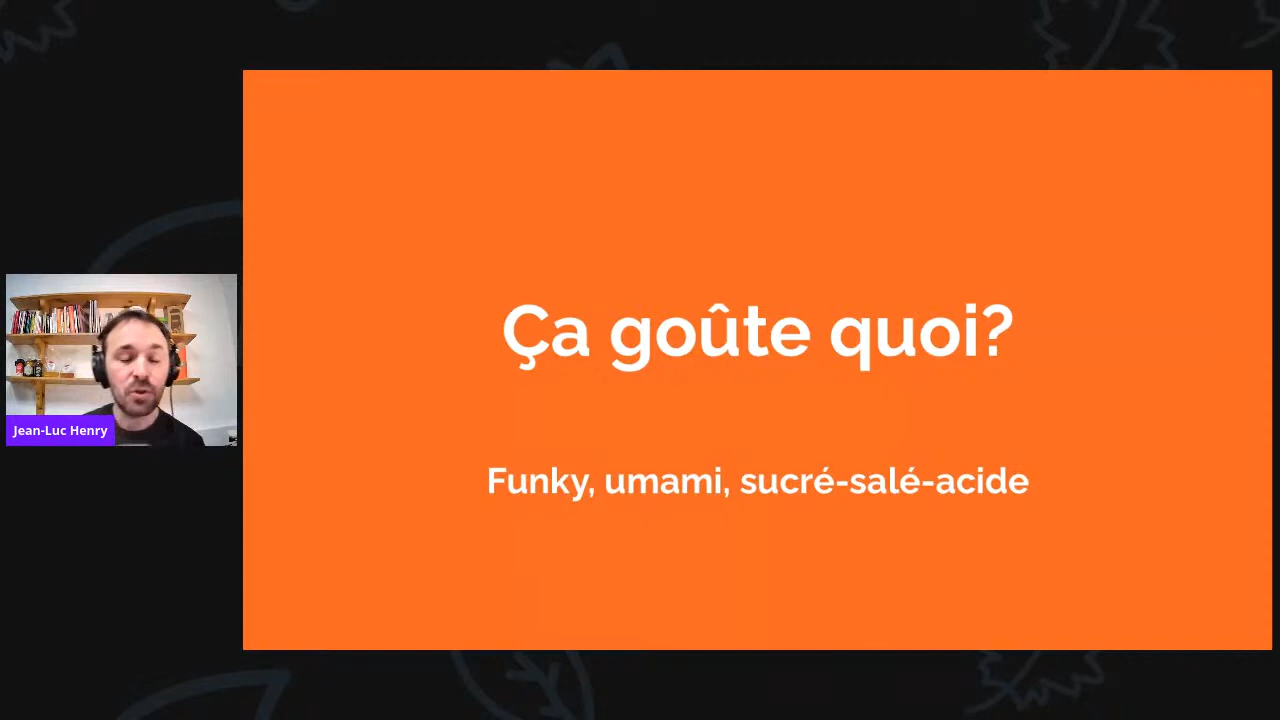 Ça goûte quoi?
Funky, umami, sucré-salé-acide
Jean-Luc Henry